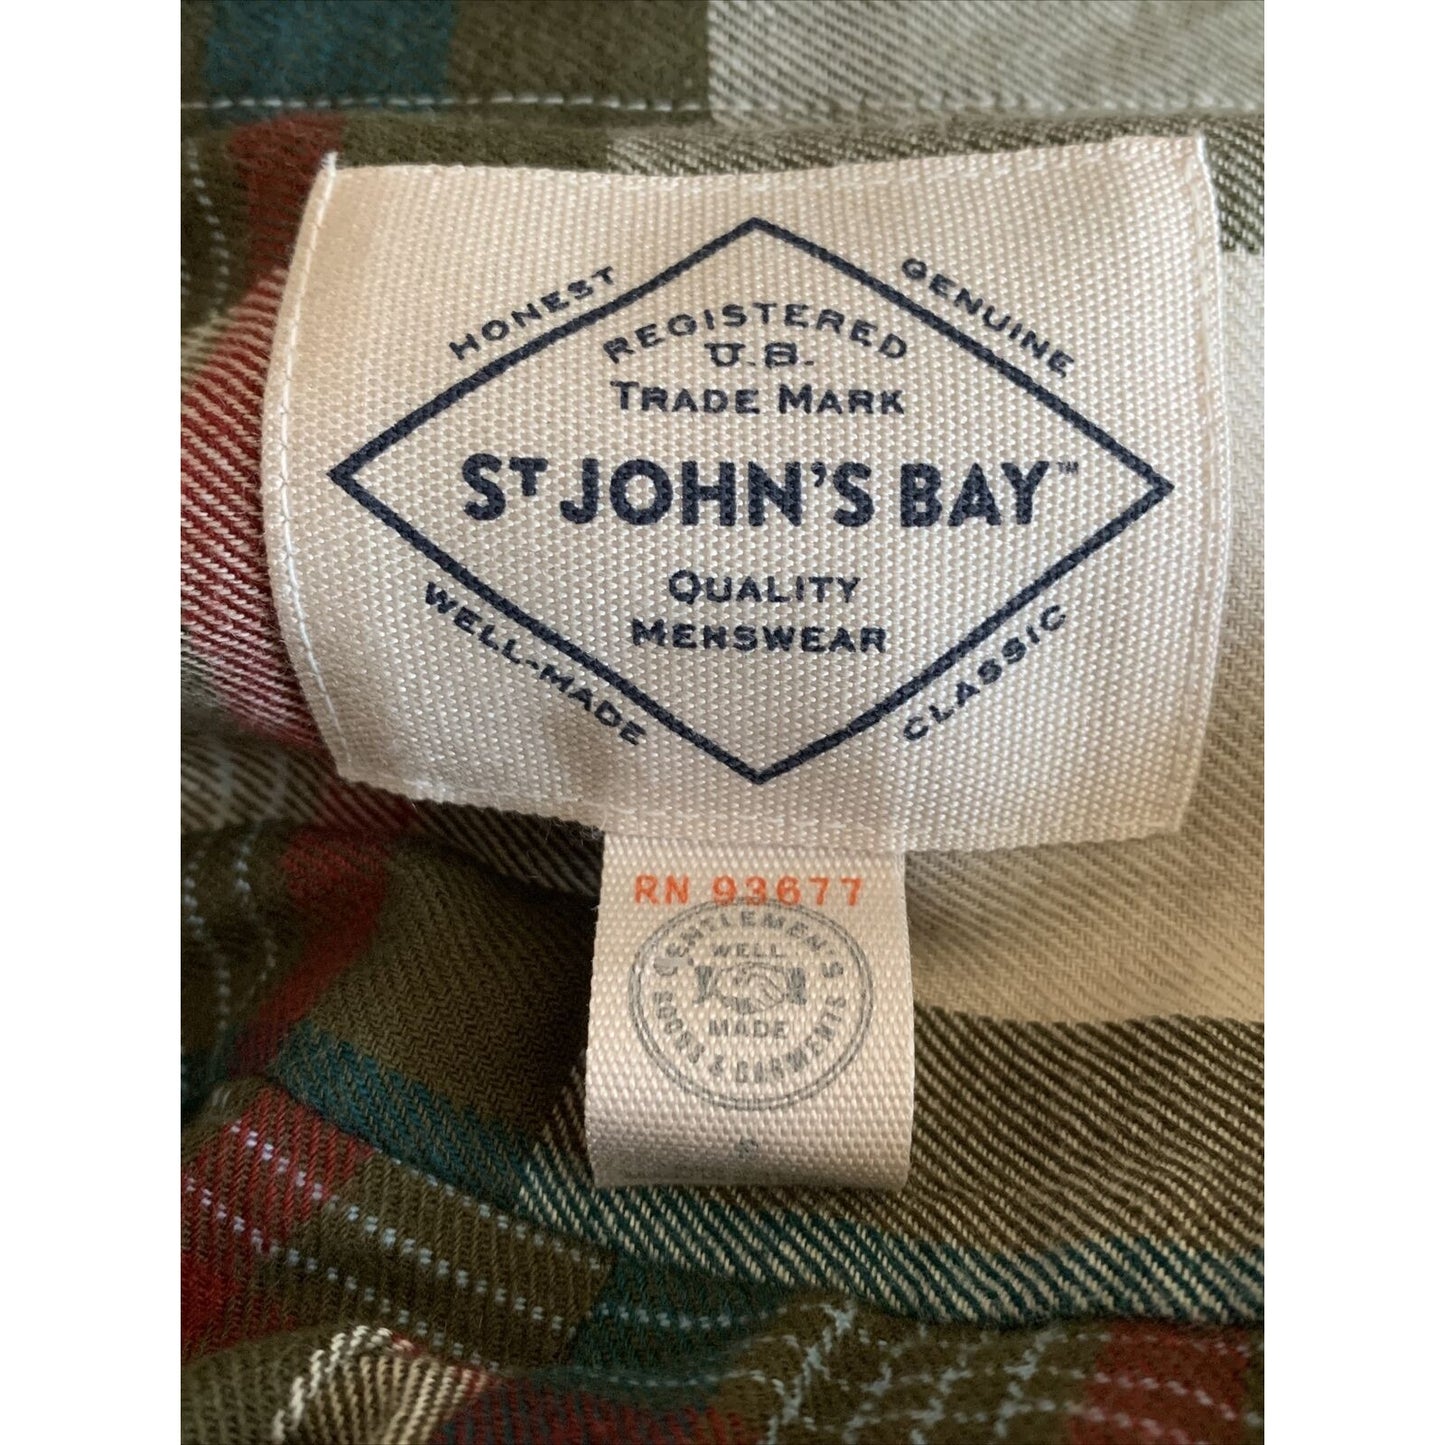 HONEST
GENUINE
REGISTERED
U.S.
TRADE MARK
ST JOHN'S BAY™
QUALITY
MENSWEAR
WELL-MADE
CLASSIC
RN 93677
GENTLEMEN'S
WELL
MADE
GOODS & GARMENTS